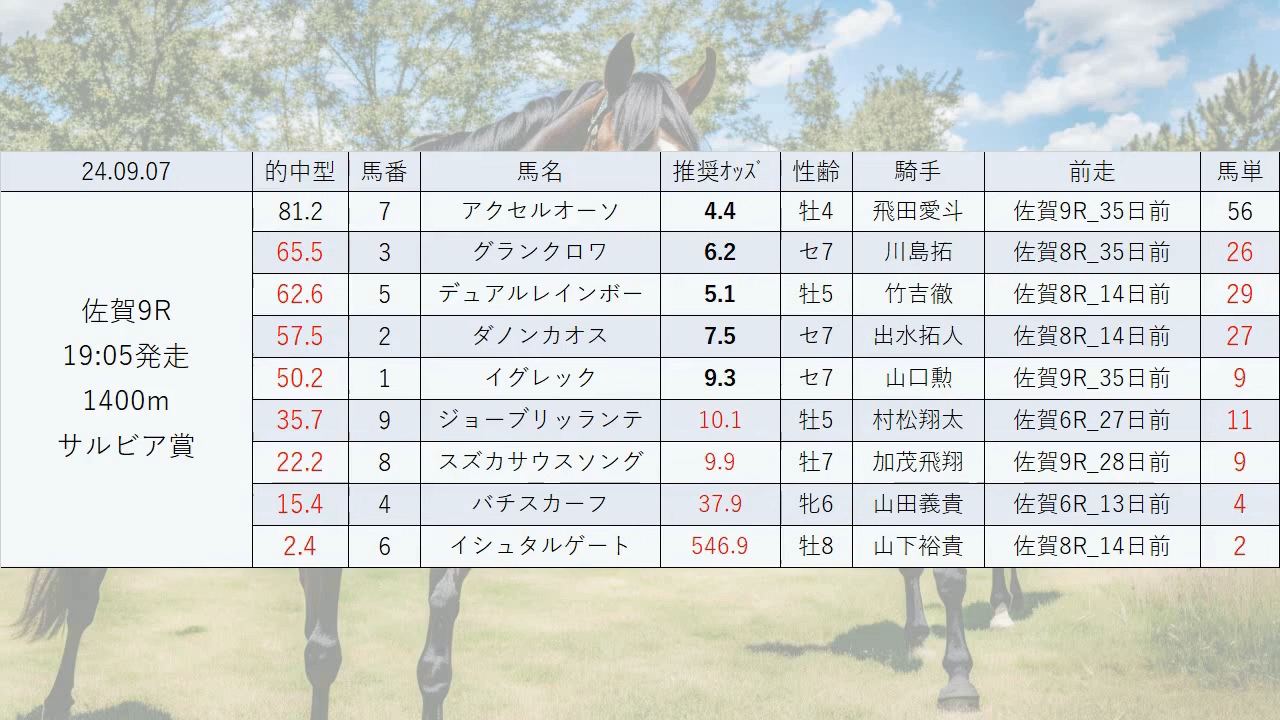 24.09.07 的中型 馬番 馬名 推奨ｵｯｽﾞ 性齢 騎手 前走 馬単
佐賀9R
19:05発走
1400m
サルビア賞
81.2 7 アクセルオーソ 4.4 牡4 飛田愛斗 佐賀9R_35日前 56
65.5 3 グランクロワ 6.2 セ7 川島拓 佐賀8R_35日前 26
62.6 5 デュアルレインボー 5.1 牡5 竹吉徹 佐賀8R_14日前 29
57.5 2 ダノンカオス 7.5 セ7 出水拓人 佐賀8R_14日前 27
50.2 1 イグレック 9.3 セ7 山口勲 佐賀9R_35日前 9
35.7 9 ジョーブリッランテ 10.1 牡5 村松翔太 佐賀6R_27日前 11
22.2 8 スズカサウスソング 9.9 牡7 加茂飛翔 佐賀9R_28日前 9
15.4 4 バチスカーフ 37.9 牝6 山田義貴 佐賀6R_13日前 4
2.4 6 イシュタルゲート 546.9 牡8 山下裕貴 佐賀8R_14日前 2